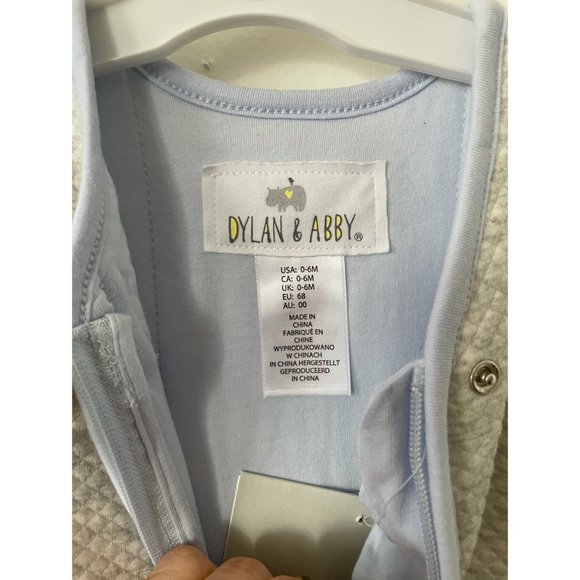 DYLAN & ABBY®
USA: 0-6M
CA: 0-6M
UK: 0-6M
EU: 68
AU: 00
MADE IN
CHINA
FABRIQUÉ EN
CHINE
WYPRODUKOWANO
W CHINACH
IN CHINA HERGESTELLT
GEPRODUCEERD
IN CHINA